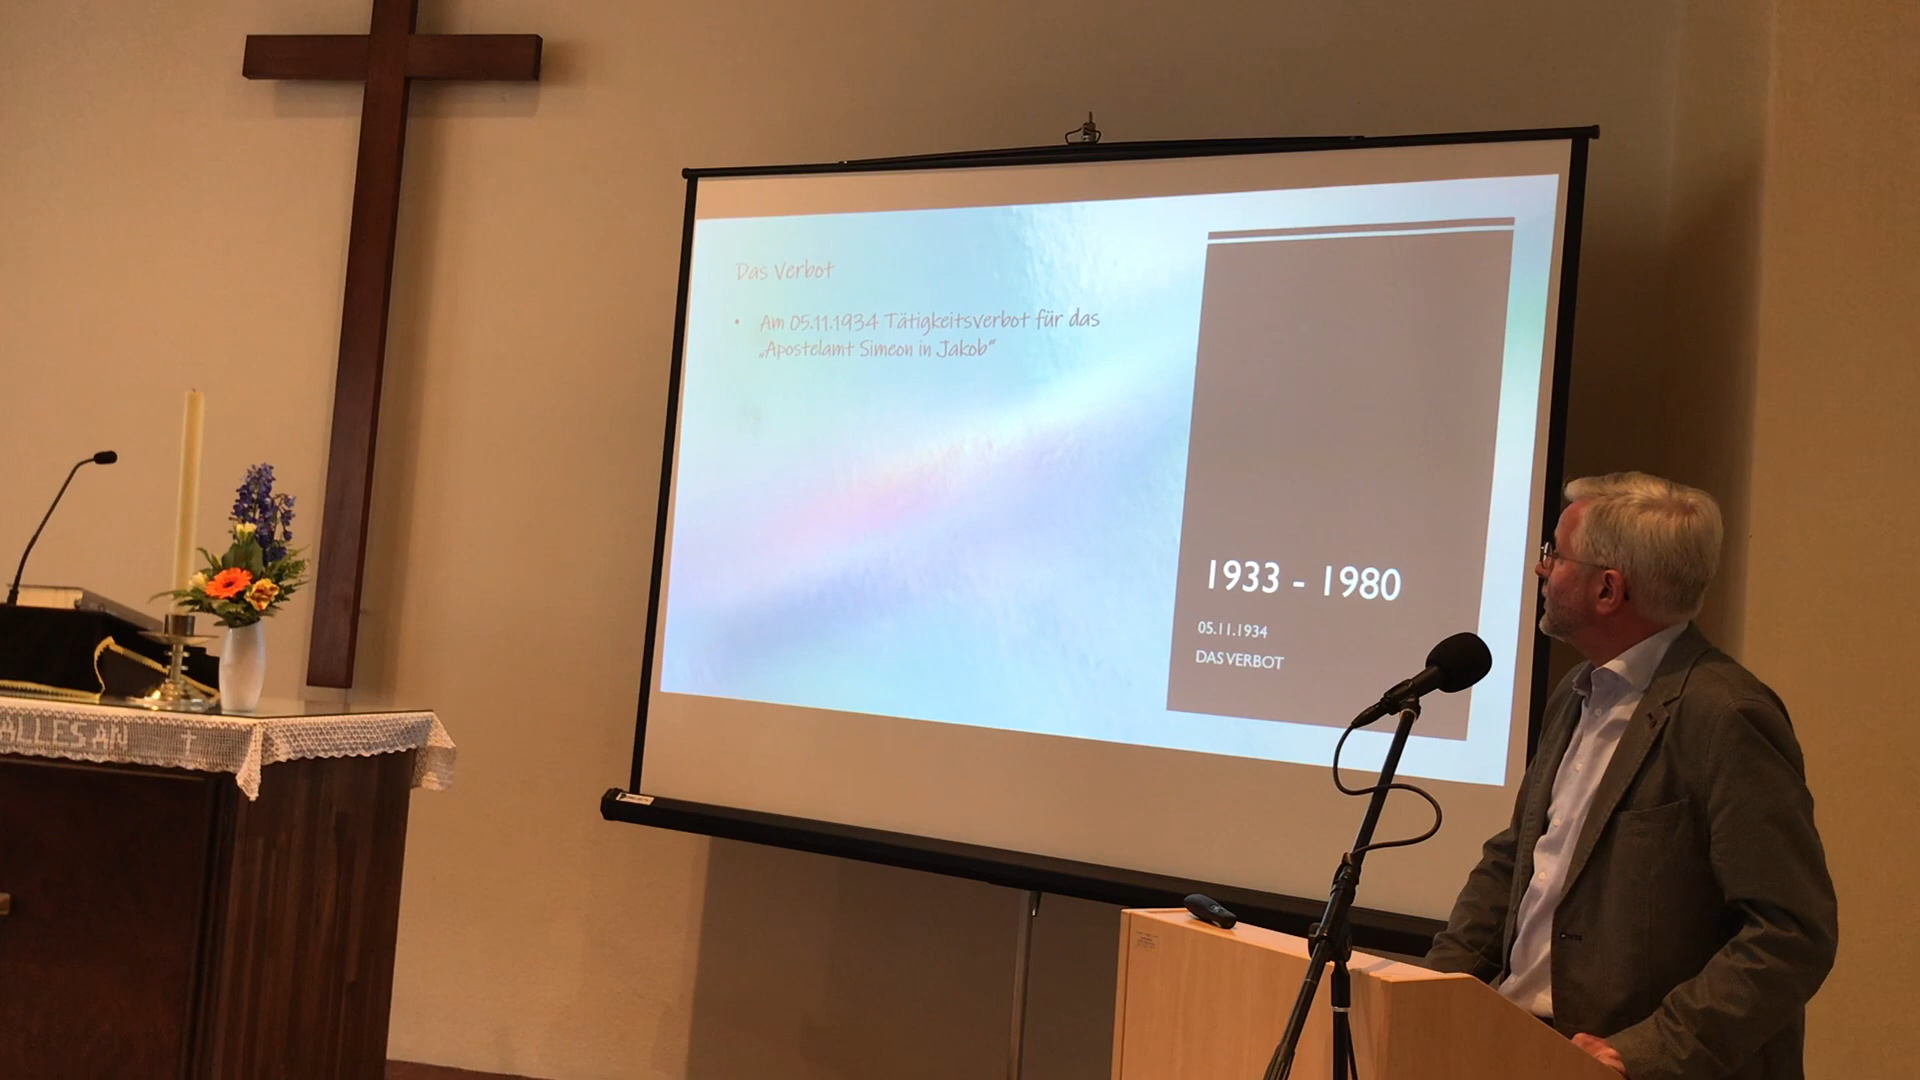 Das Verbot
• Am 05.11.1934 Tätigkeitsverbot für das
„Apostelamt Simeon in Jakob“
1933 - 1980
05.11.1934
DAS VERBOT
ALLES AN